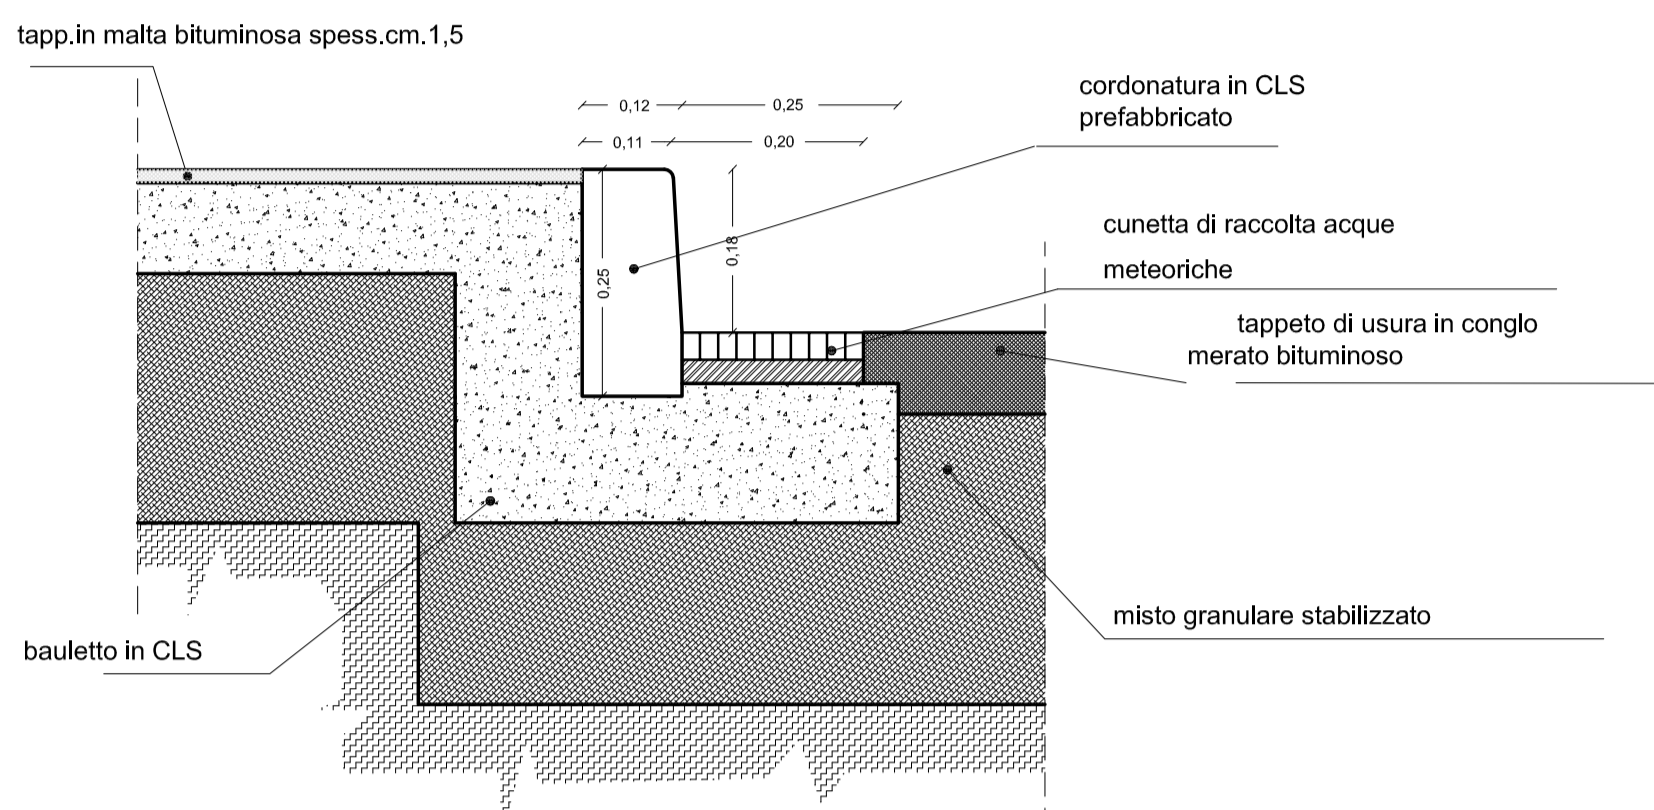 tapp.in malta bituminosa spess.cm.1,5
cordonatura in CLS
prefabbricato
0,12
0,25
0,11
0,20
0,18
0,25
cunetta di raccolta acque
meteoriche
tappeto di usura in conglo
merato bituminoso
misto granulare stabilizzato
bauletto in CLS